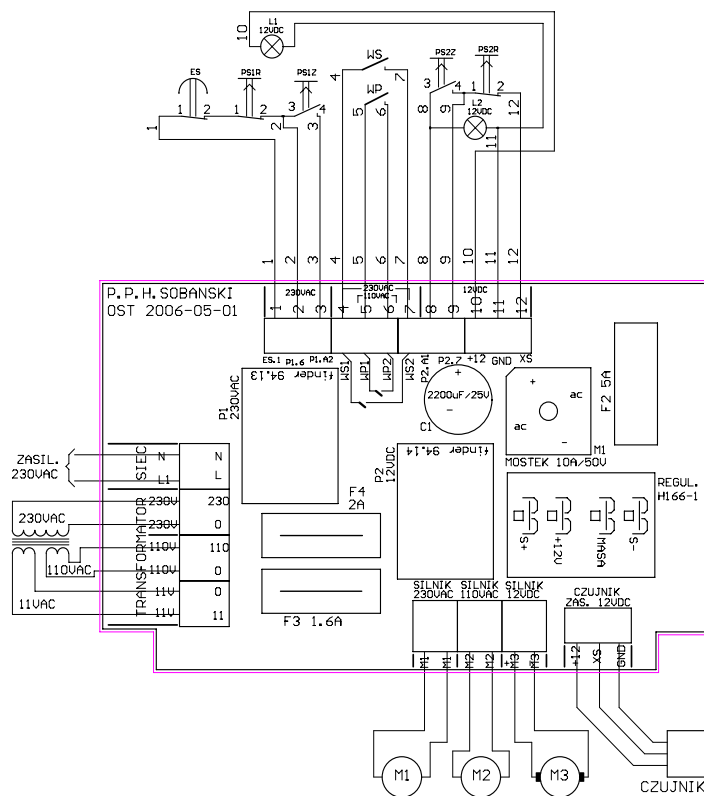 10
L1
12VDC
ES
PS1R
PS1Z
WS
PS2Z
PS2R
4
7
WP
3
4
1
2
1
2
1
2
3
4
5
6
8
9
L2
12VDC
12
1
2
3
11
11
1
2
3
4
5
6
7
8
9
10
11
12
P.P.H.SOBANSKI
OST 2006-05-01
230VAC
230VAC
110VAC
12VDC
1
2
3
4
5
6
7
8
9
10
11
12
ES.1
P1.6
P1.A2
WS1
WP1
WP2
WS2
P2.A1
P2.7
+12
GND
XS
P1
230VAC
finder 94.13
+
2200uF/25V
-
C1
+
ac
ac
-
M1
MOSTEK 10A/50V
F2 5A
P2
12VDC
finder 94.14
ZASIL.
230VAC
SIEC
N
N
L1
L
REGUL.
H166-1
S+
+12V
MASA
S-
F4
2A
TRANSFORMATOR
230VAC
230V
230
230V
0
110V
110
110VAC
110V
0
11V
0
11VAC
11V
11
F3 1.6A
SILNIK
230VAC
SILNIK
110VAC
SILNIK
12VDC
CZUJNIK
ZAS. 12VDC
M1
M1
M2
M2
+M3
M3
+12
XS
GND
M1
M2
M3
CZUJNIK